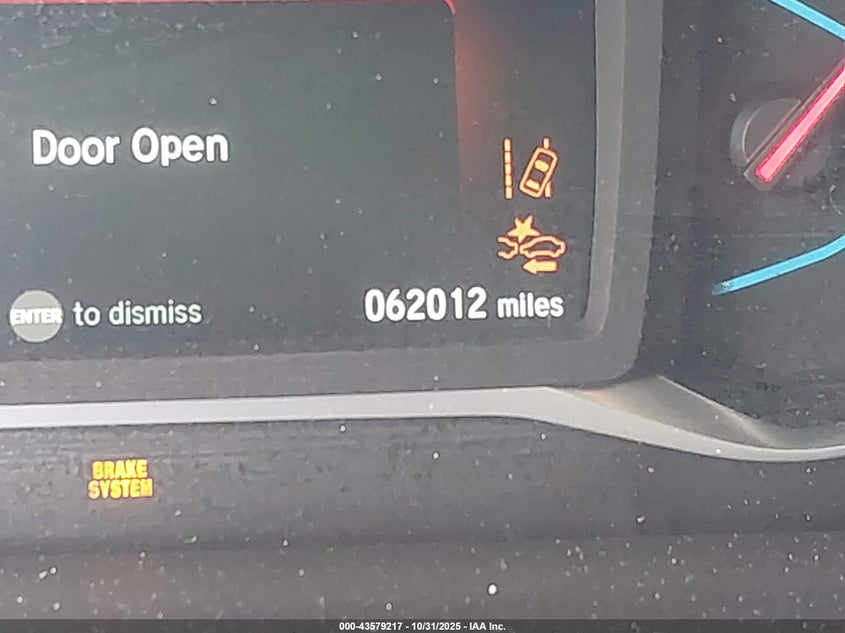 Door Open
ENTER to dismiss
062012 miles
BRAKE
SYSTEM
000-43579217 - 10/31/2025 - IAA Inc.